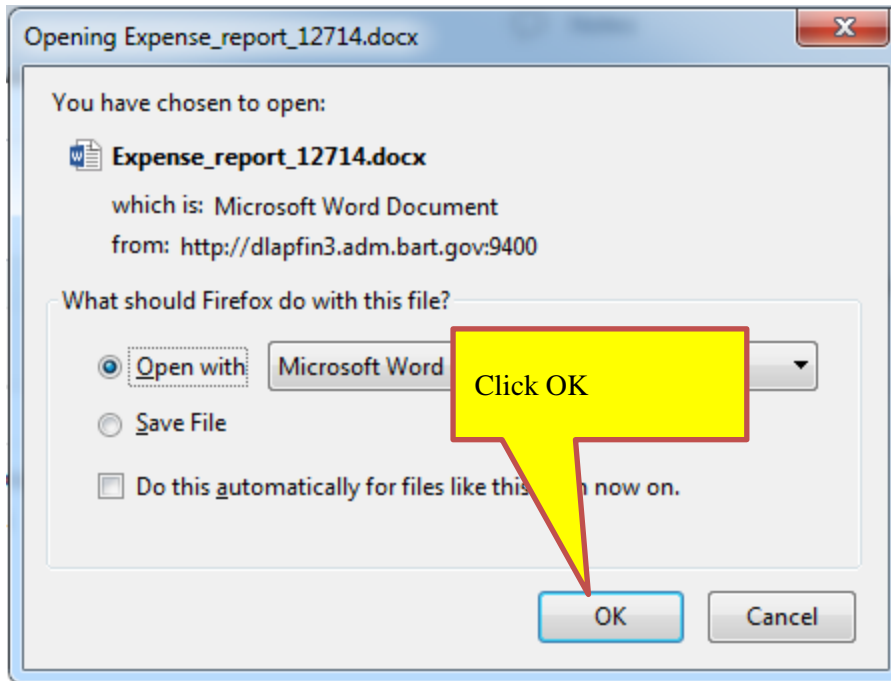 Opening Expense_report_12714.docx
You have chosen to open:
Expense_report_12714.docx
which is: Microsoft Word Document
from: http://dlapfin3.adm.bart.gov:9400
What should Firefox do with this file?
Open with Microsoft Word
Click OK
Save File
Do this automatically for files like this now on.
OK Cancel